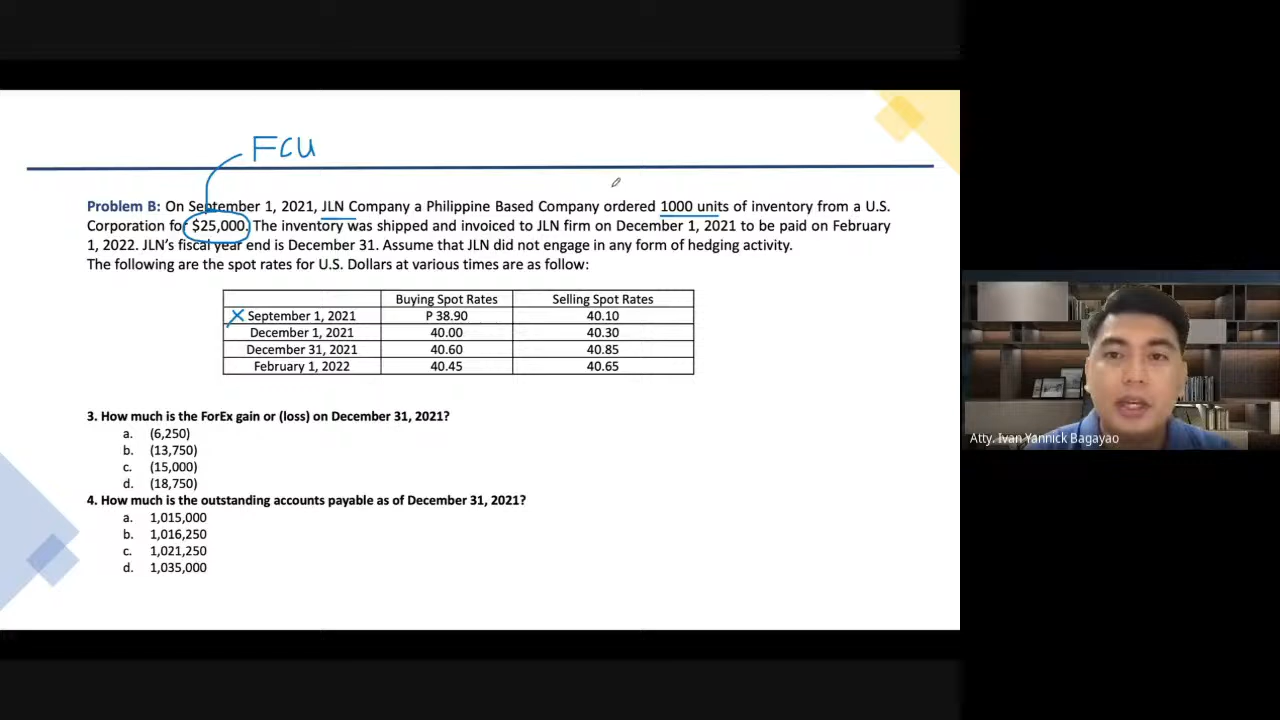 FCU
Problem B: On September 1, 2021, JLN Company a Philippine Based Company ordered 1000 units of inventory from a U.S.
Corporation for $25,000. The inventory was shipped and invoiced to JLN firm on December 1, 2021 to be paid on February
1, 2022. JLN's fiscal year end is December 31. Assume that JLN did not engage in any form of hedging activity.
The following are the spot rates for U.S. Dollars at various times are as follow:
Buying Spot Rates Selling Spot Rates
X September 1, 2021 P 38.90 40.10
December 1, 2021 40.00 40.30
December 31, 2021 40.60 40.85
February 1, 2022 40.45 40.65
3. How much is the ForEx gain or (loss) on December 31, 2021?
a. (6,250)
b. (13,750)
c. (15,000)
d. (18,750)
4. How much is the outstanding accounts payable as of December 31, 2021?
a. 1,015,000
b. 1,016,250
c. 1,021,250
d. 1,035,000
Atty. Ivan Yannick Bagayao